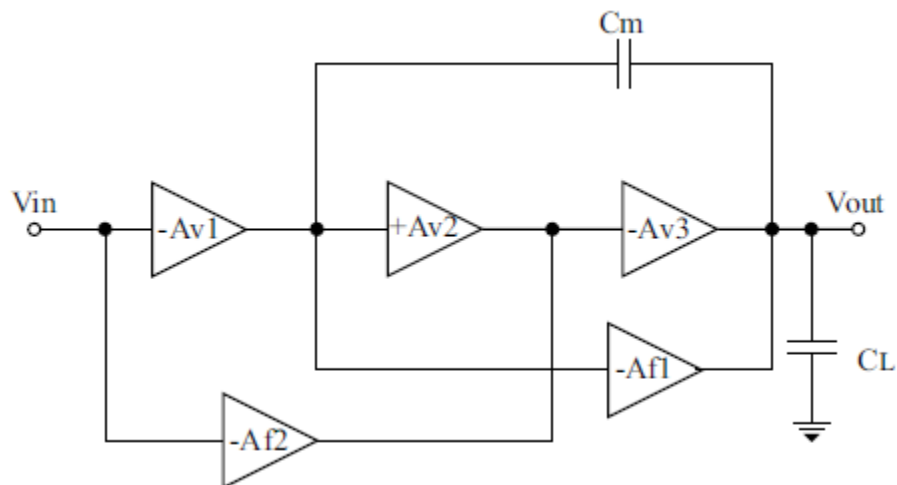 Cm
Vin
-Av1
+Av2
-Av3
Vout
-Af1
CL
-Af2